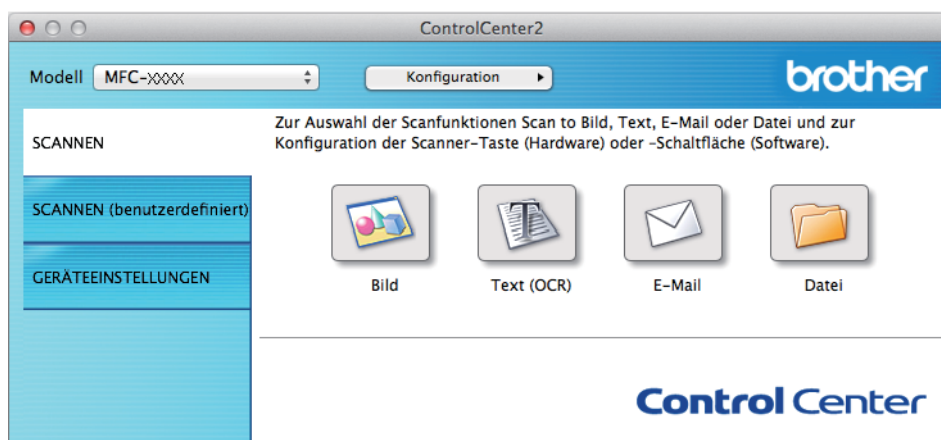 ControlCenter2
Modell MFC-XXXX Konfiguration
brother
SCANNEN
SCANNEN (benutzerdefiniert)
GERÄTEEINSTELLUNGEN
Zur Auswahl der Scanfunktionen Scan to Bild, Text, E-Mail oder Datei und zur
Konfiguration der Scanner-Taste (Hardware) oder -Schaltfläche (Software).
Bild
Text (OCR)
E-Mail
Datei
Control Center